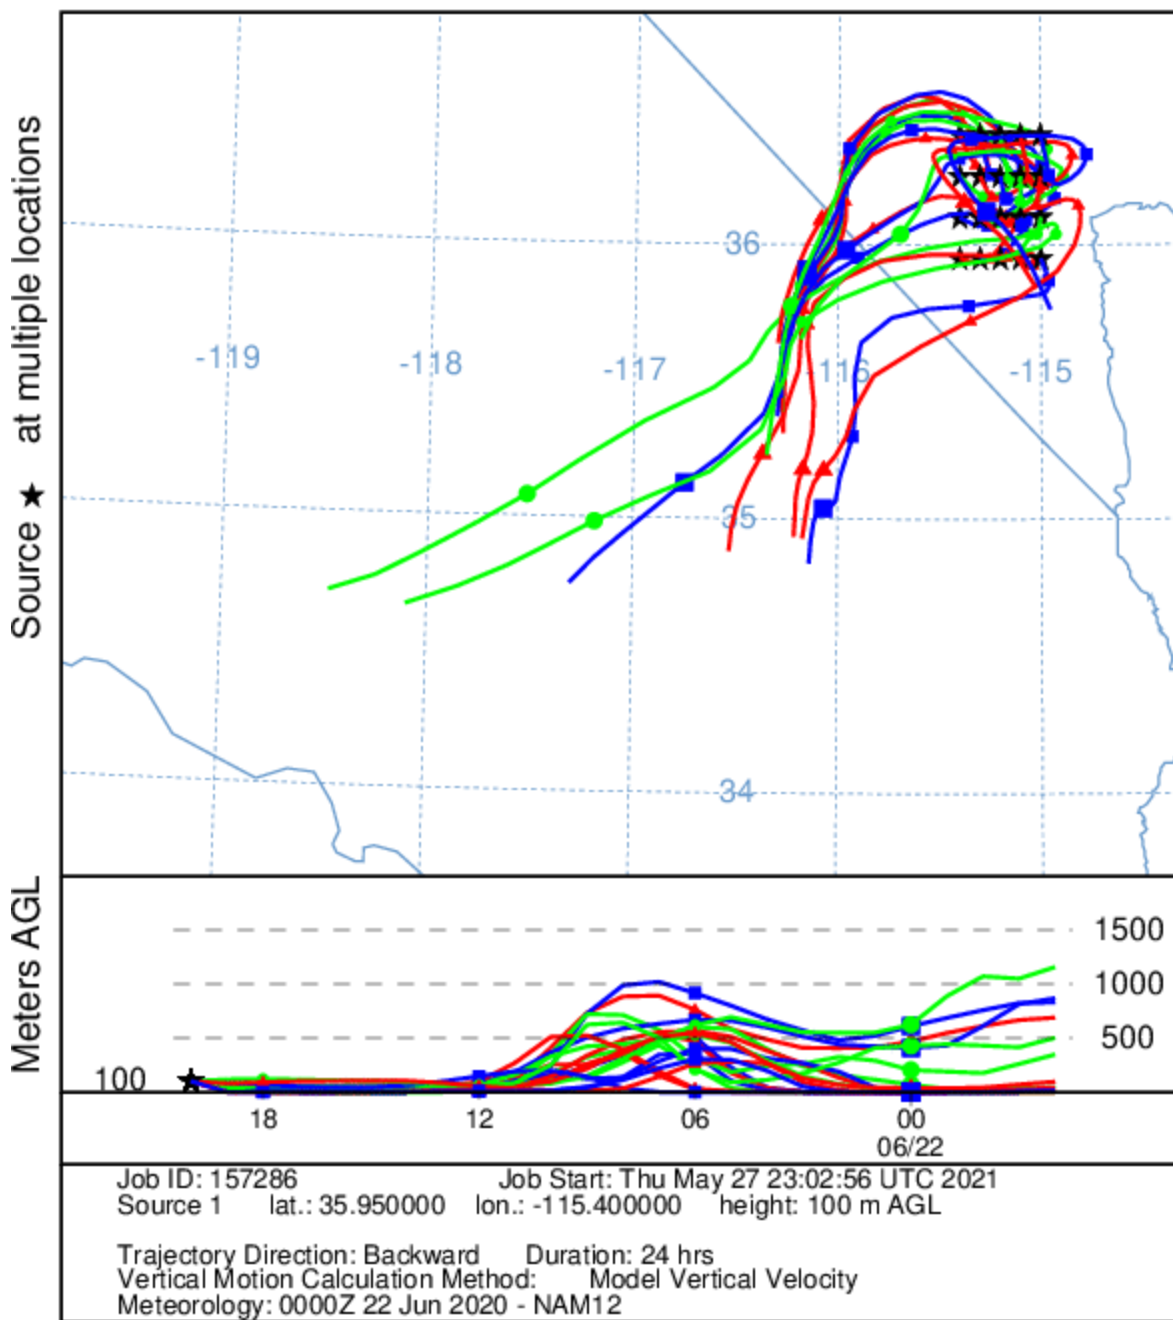 Source ★ at multiple locations
36
-119
-118
-117
-116
-115
35
34
Meters AGL
1500
1000
500
100
18
12
06
00
06/22
Job ID: 157286 Job Start: Thu May 27 23:02:56 UTC 2021
Source 1 lat.: 35.950000 lon.: -115.400000 height: 100 m AGL
Trajectory Direction: Backward Duration: 24 hrs
Vertical Motion Calculation Method: Model Vertical Velocity
Meteorology: 0000Z 22 Jun 2020 - NAM12